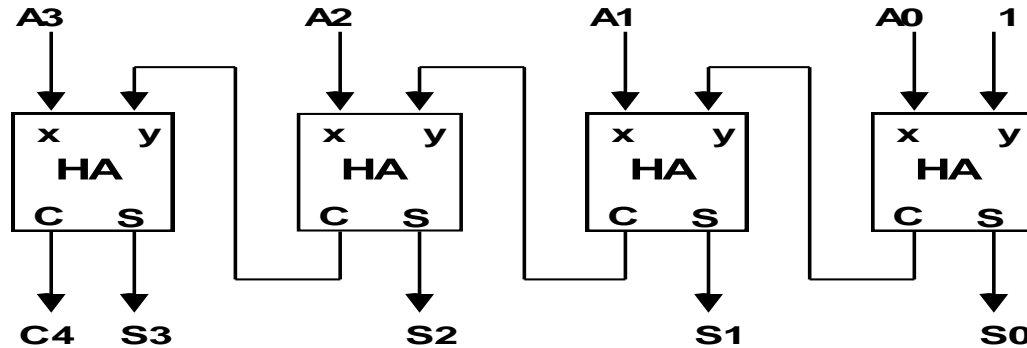 A3 A2 A1 A0 1
x y x y x y x y
HA HA HA HA
C S C S C S C S
C4 S3 S2 S1 S0